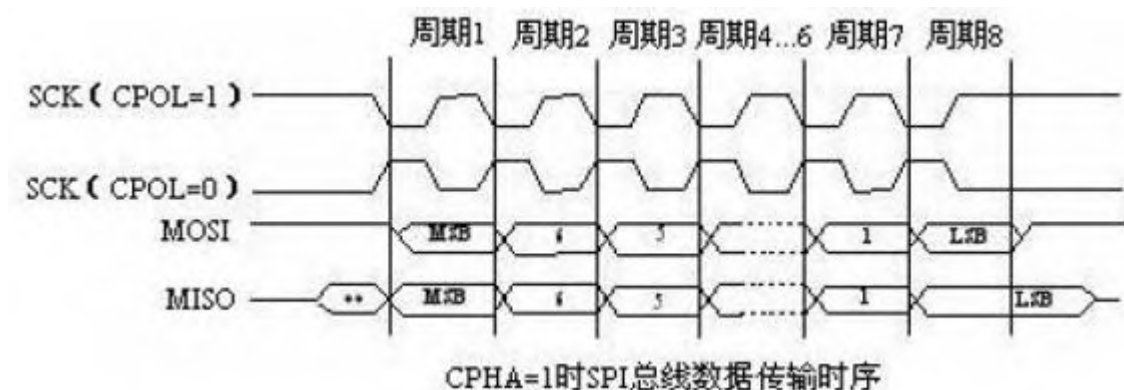 周期1 周期2 周期3 周期4...6 周期7 周期8
SCK（CPOL=1）
SCK（CPOL=0）
MOSI MSB 6 5 1 LSB
MISO ** MSB 6 5 1 LSB
CPHA=1时SPI总线数据传输时序